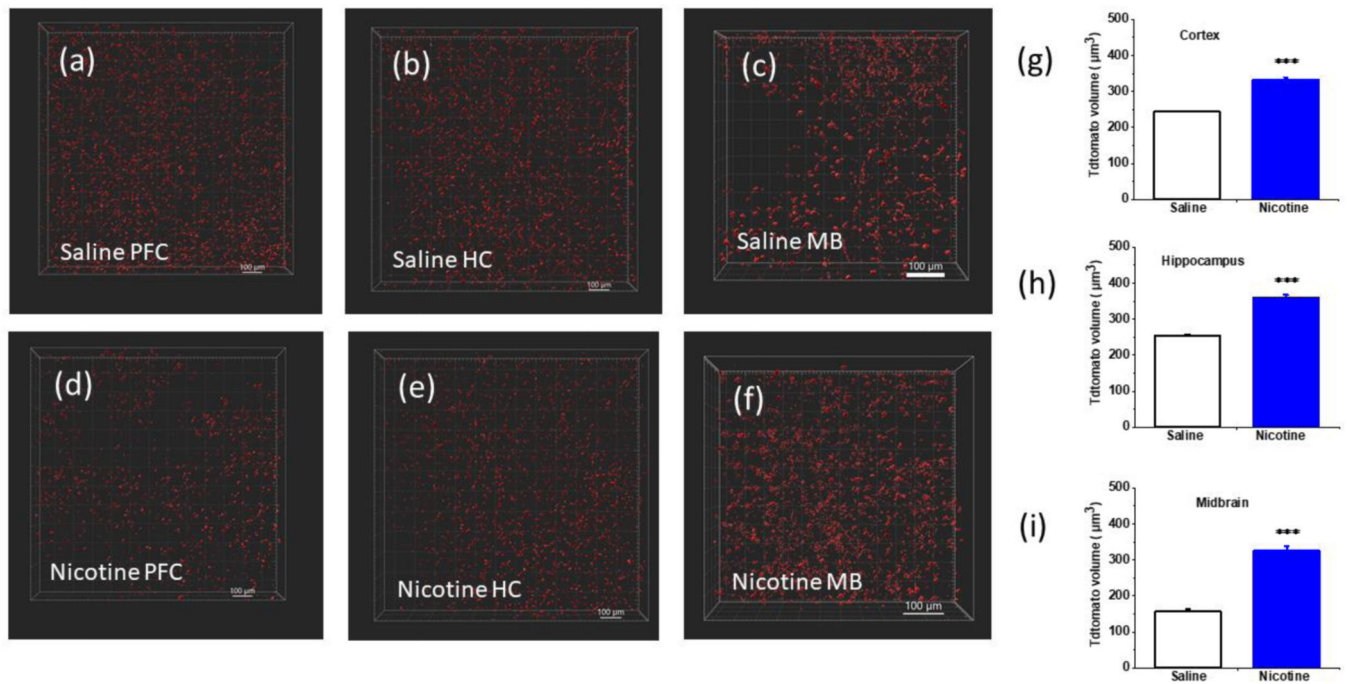 (a)
Saline PFC
100 µm
(b)
Saline HC
100 µm
(c)
Saline MB
100 µm
(d)
Nicotine PFC
100 µm
(e)
Nicotine HC
100 µm
(f)
Nicotine MB
100 µm
(g)
Cortex
***
Tdtomato volume ( µm³)
500
400
300
200
100
0
Saline Nicotine
(h)
Hippocampus
***
Tdtomato volume ( µm³)
500
400
300
200
100
0
Saline Nicotine
(i)
Midbrain
***
Tdtomato volume ( µm³)
500
400
300
200
100
0
Saline Nicotine